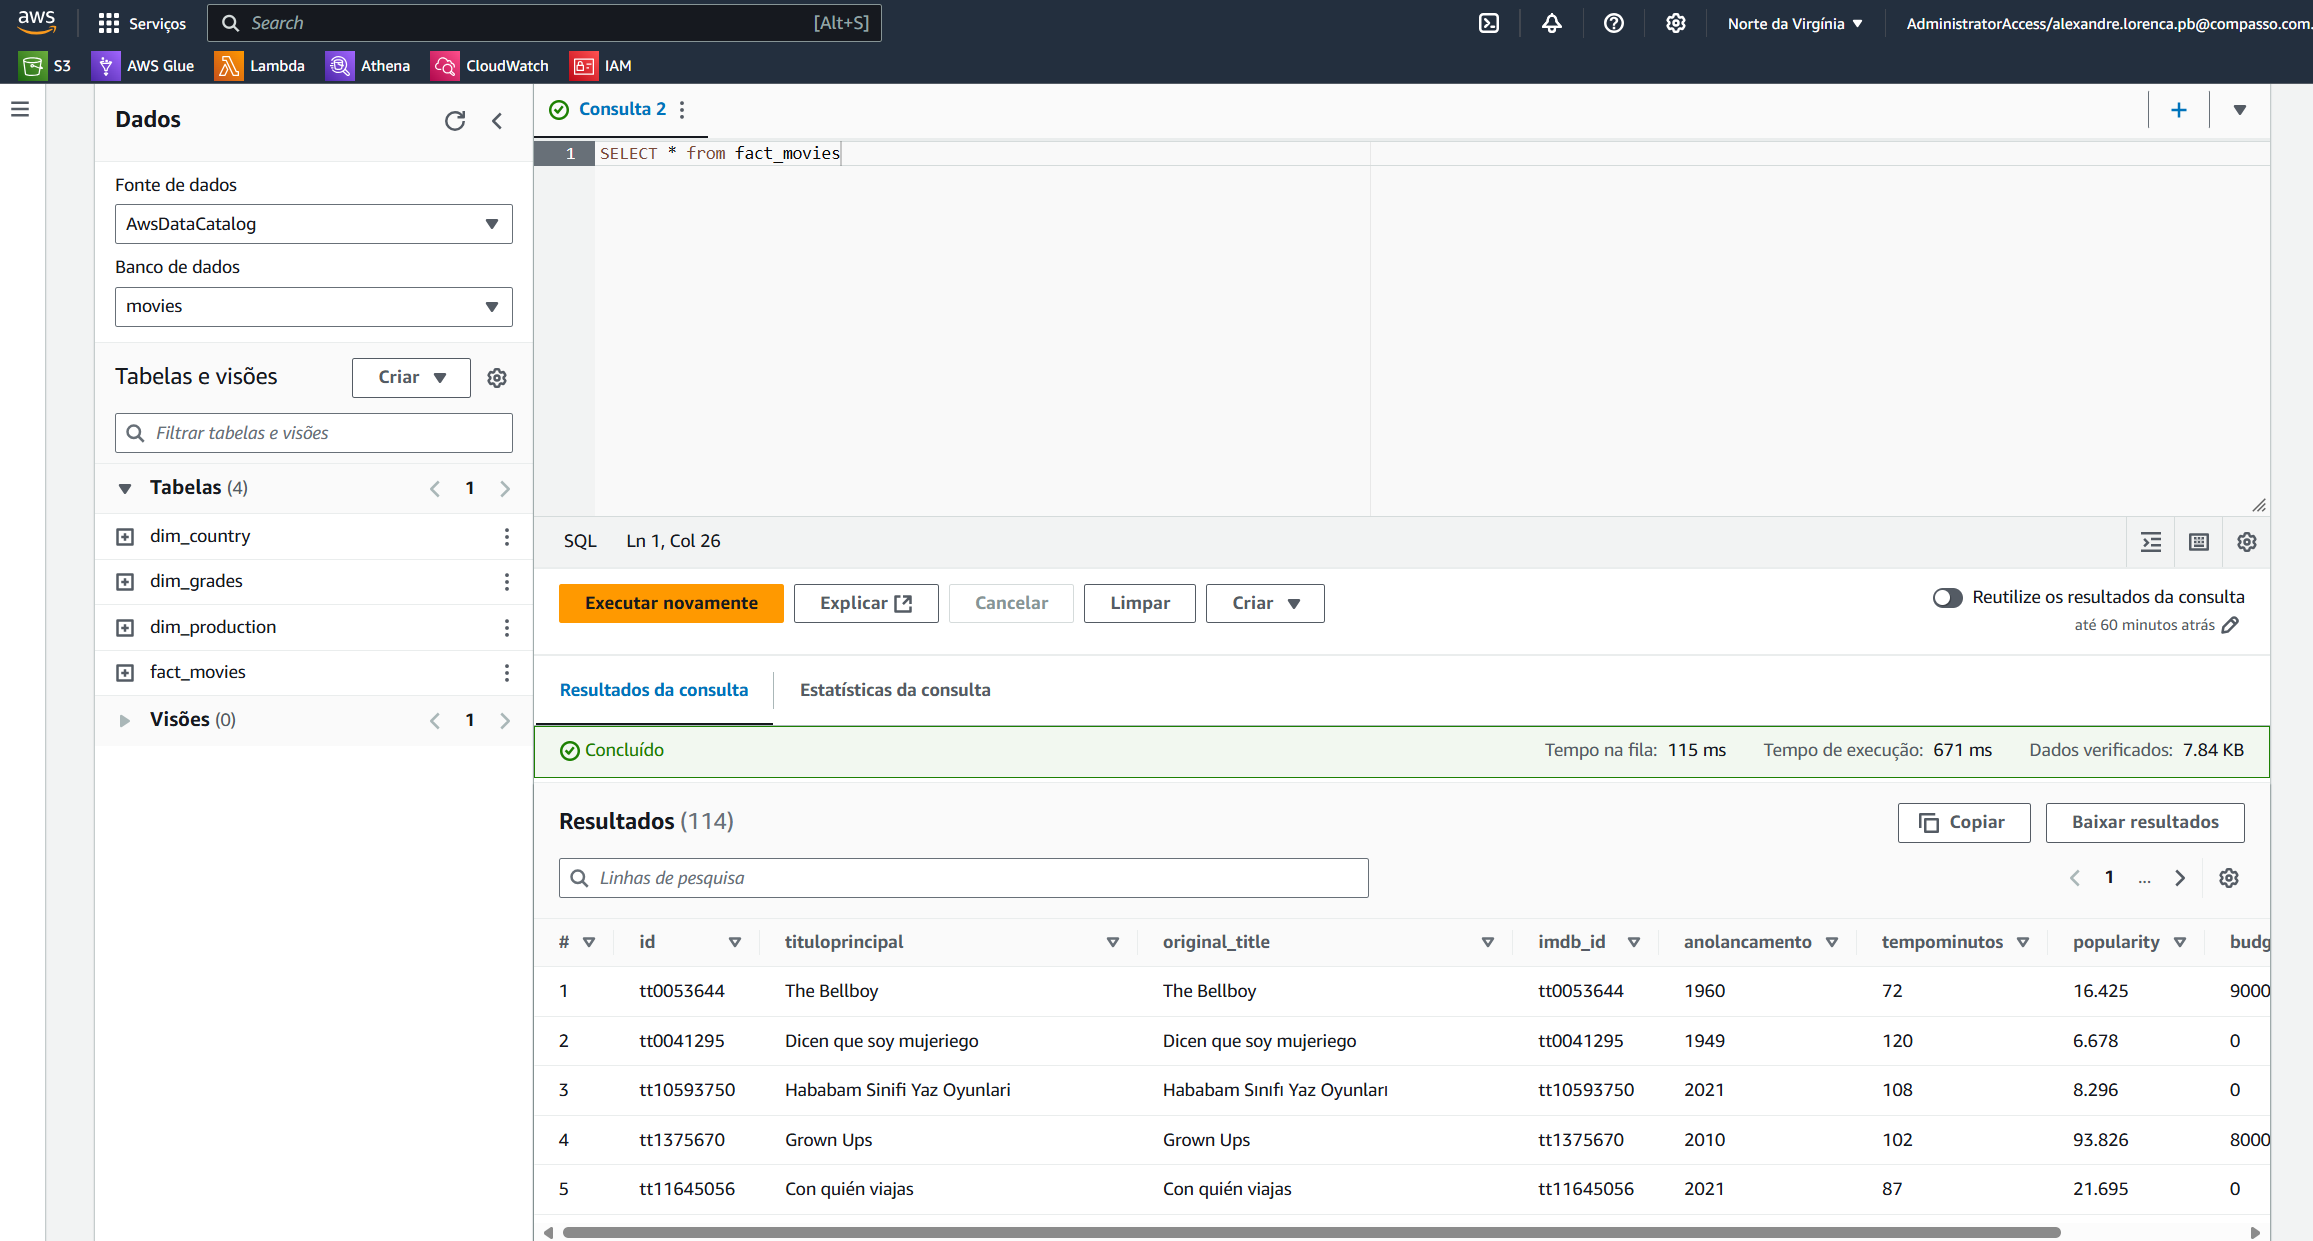 aws
Serviços
Search
[Alt+S]
Norte da Virgínia
AdministratorAccess/alexandre.lorenca.pb@compasso.com.
S3
AWS Glue
Lambda
Athena
CloudWatch
IAM
Dados
Fonte de dados
AwsDataCatalog
Banco de dados
movies
Tabelas e visões
Criar
Filtrar tabelas e visões
Tabelas (4)
1
dim_country
dim_grades
dim_production
fact_movies
Visões (0)
1
Consulta 2
1 SELECT * from fact_movies
SQL Ln 1, Col 26
Executar novamente
Explicar
Cancelar
Limpar
Criar
Reutilize os resultados da consulta
até 60 minutos atrás
Resultados da consulta
Estatísticas da consulta
Concluído
Tempo na fila: 115 ms
Tempo de execução: 671 ms
Dados verificados: 7.84 KB
Resultados (114)
Copiar
Baixar resultados
Linhas de pesquisa
1 ...
# id tituloprincipal original_title imdb_id anolancamento tempominutos popularity budg
1 tt0053644 The Bellboy The Bellboy tt0053644 1960 72 16.425 9000
2 tt0041295 Dicen que soy mujeriego Dicen que soy mujeriego tt0041295 1949 120 6.678 0
3 tt10593750 Hababam Sinifi Yaz Oyunlari Hababam Sınıfı Yaz Oyunları tt10593750 2021 108 8.296 0
4 tt1375670 Grown Ups Grown Ups tt1375670 2010 102 93.826 8000
5 tt11645056 Con quién viajas Con quién viajas tt11645056 2021 87 21.695 0